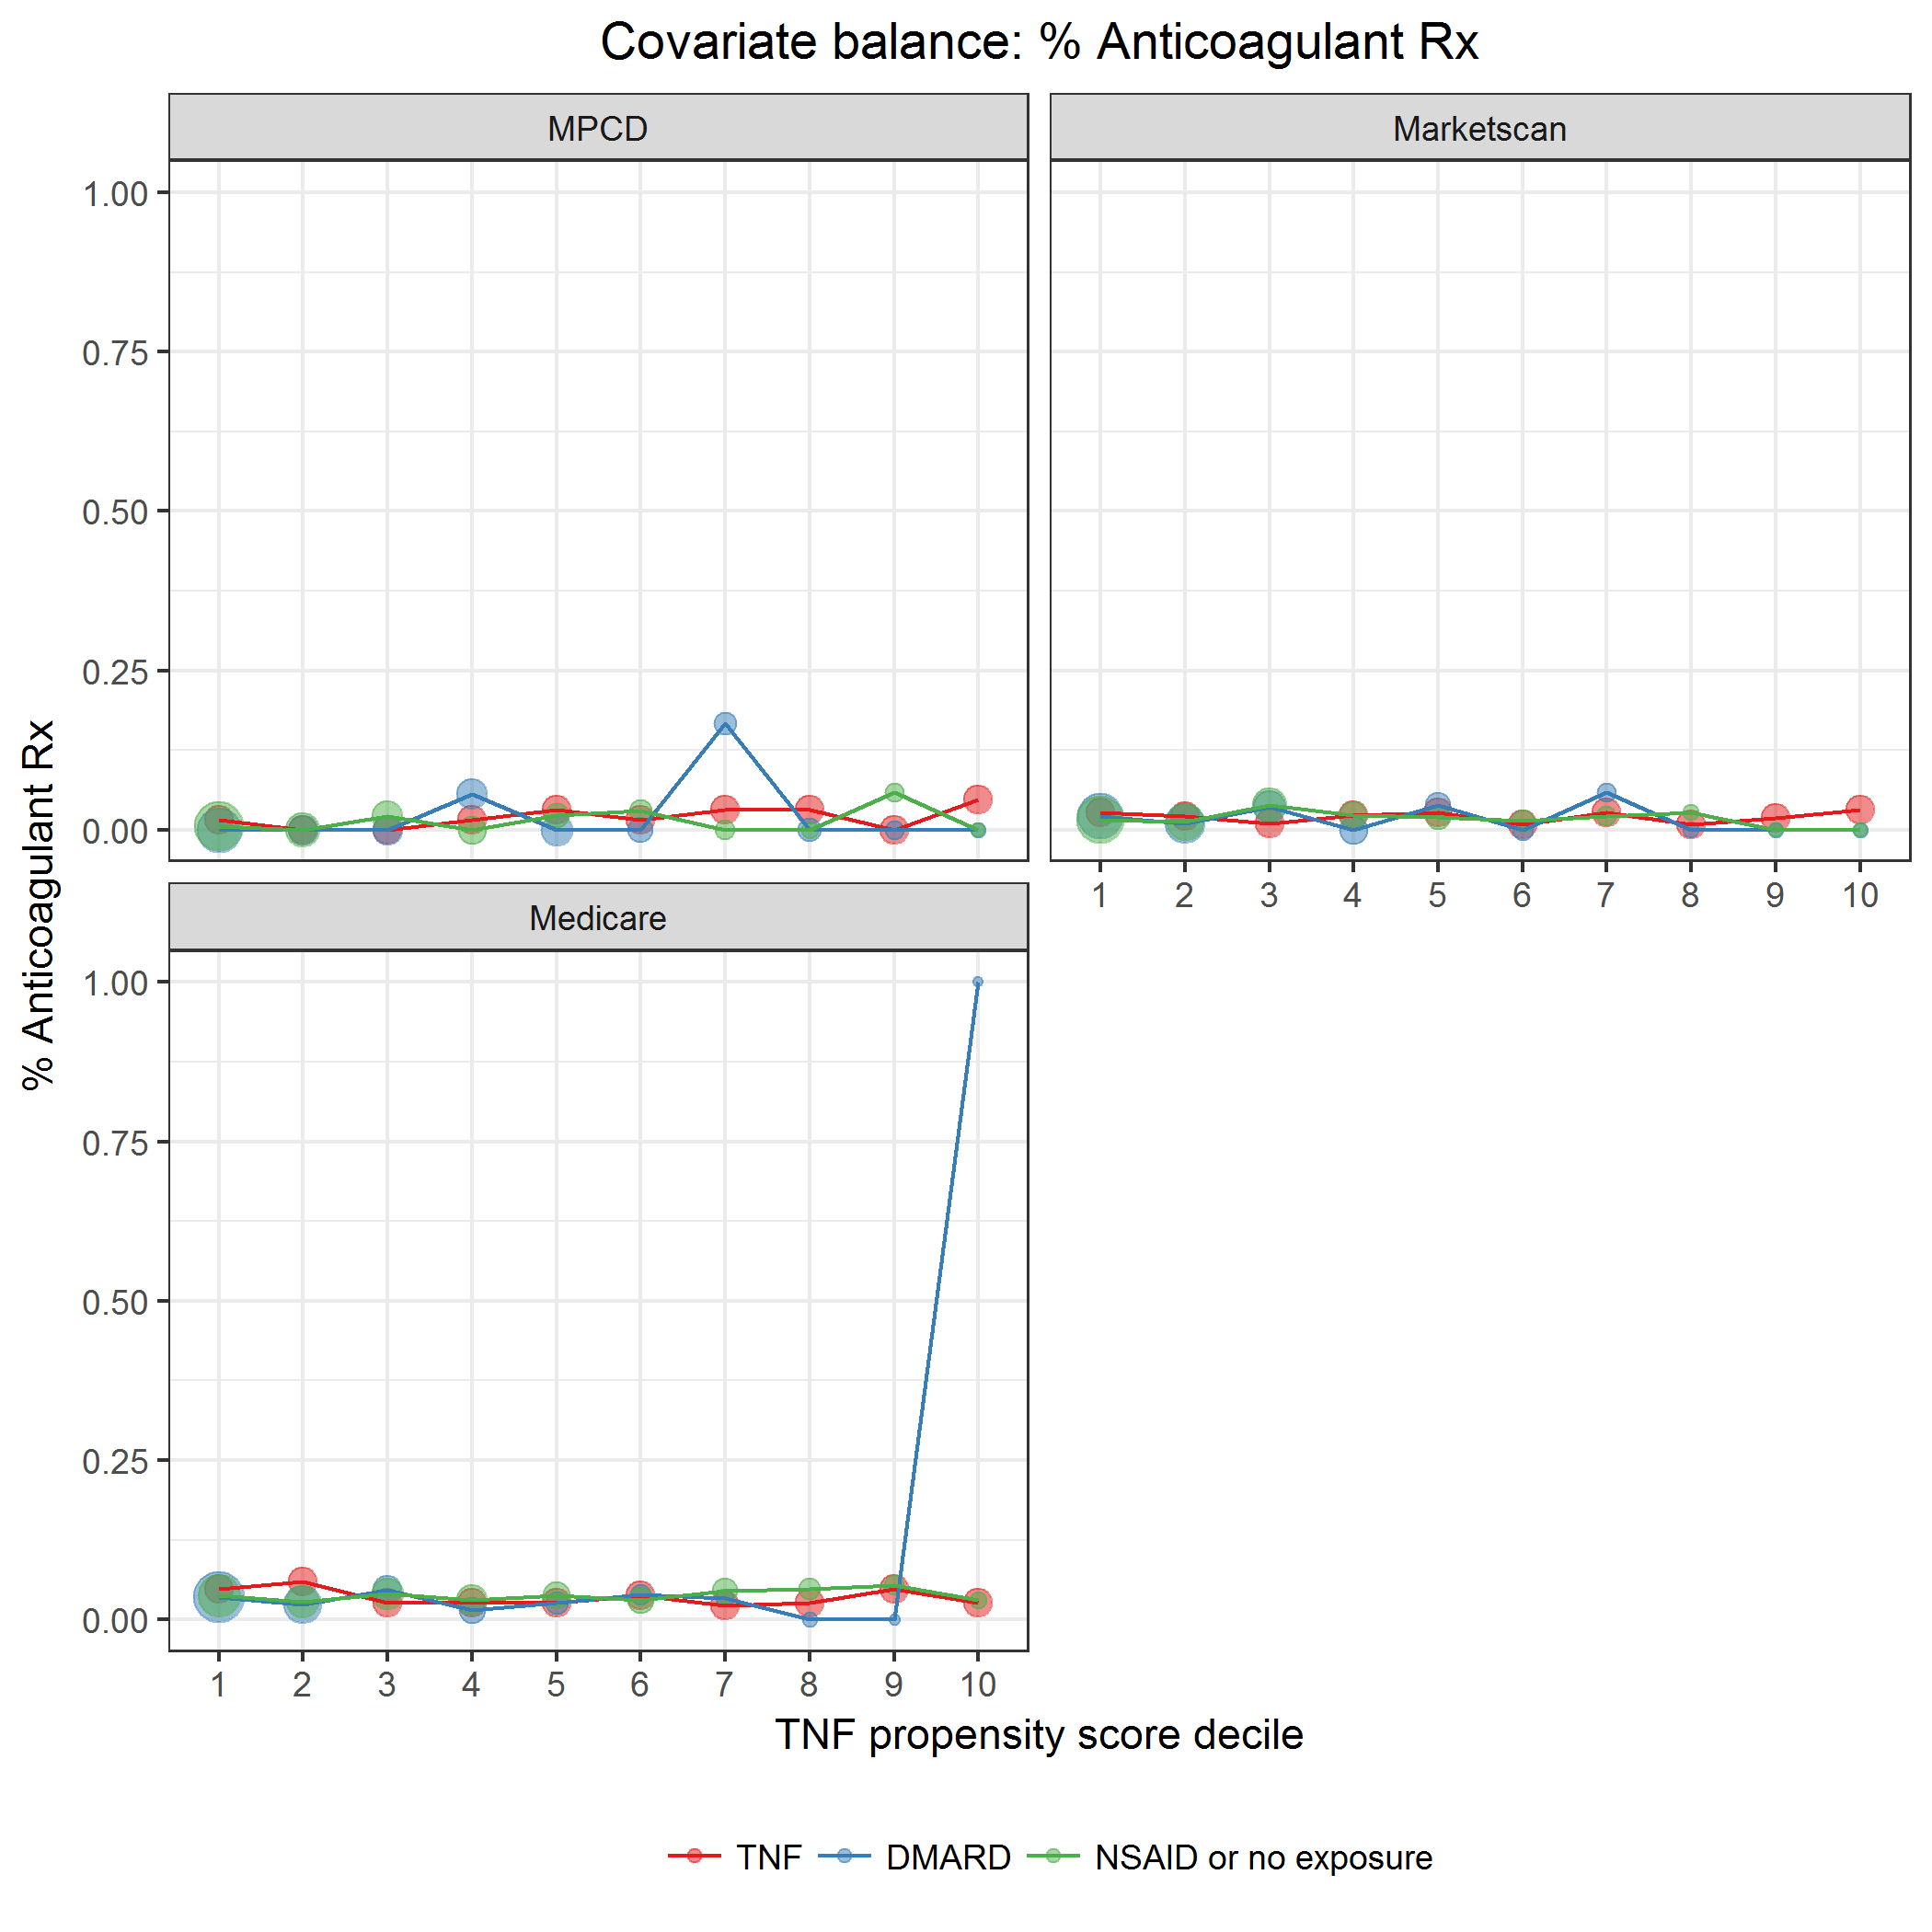 Covariate balance: % Anticoagulant Rx
MPCD
Marketscan
1.00
0.75
0.50
0.25
0.00
1 2 3 4 5 6 7 8 9 10
Medicare
1.00
0.75
0.50
0.25
0.00
1 2 3 4 5 6 7 8 9 10
% Anticoagulant Rx
TNF propensity score decile
TNF DMARD NSAID or no exposure